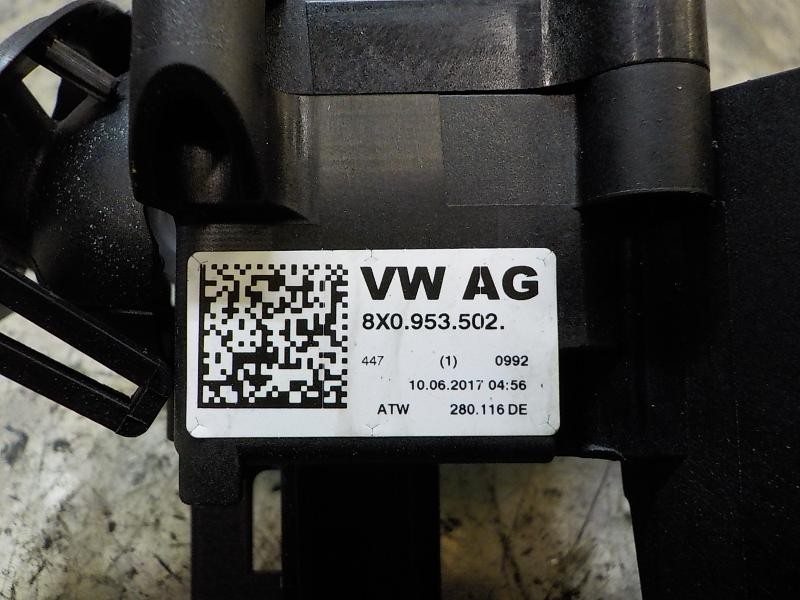 VW AG
8X0.953.502.
447 (1) 0992
10.06.2017 04:56
ATW 280.116 DE